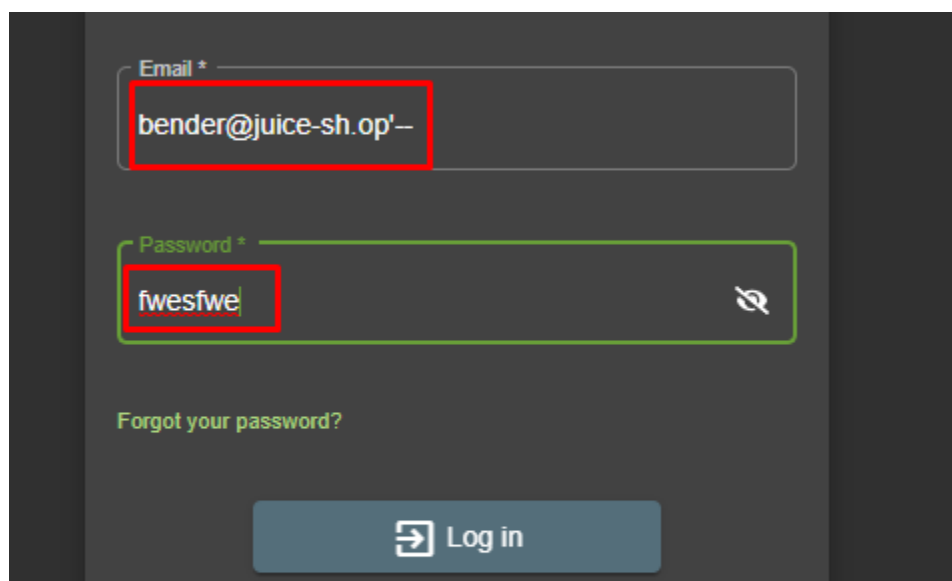 Email *
bender@juice-sh.op'--
Password *
fwesfwe
Forgot your password?
Log in